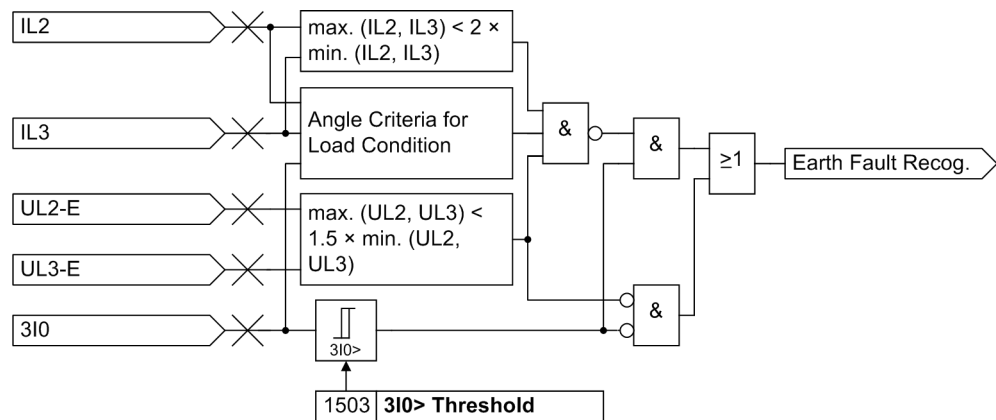 IL2
max. (IL2, IL3) < 2 ×
min. (IL2, IL3)
IL3
Angle Criteria for
Load Condition
&
&
≥1
Earth Fault Recog.
UL2-E
max. (UL2, UL3) <
1.5 × min. (UL2,
UL3)
UL3-E
&
3I0
3I0>
1503 3I0> Threshold